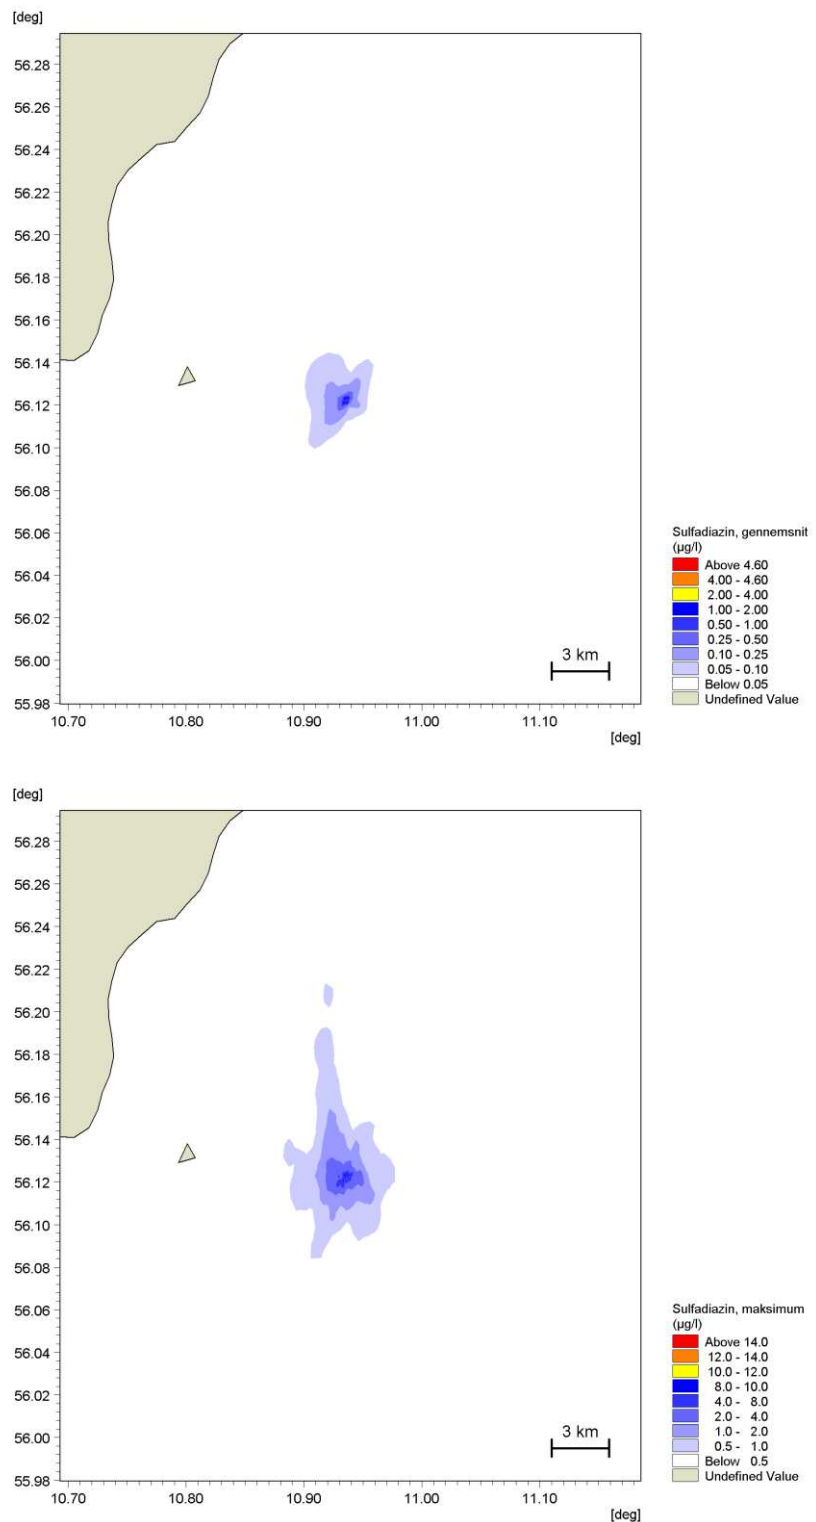 [deg]
56.28
56.26
56.24
56.22
56.20
56.18
56.16
56.14
56.12
56.10
56.08
56.06
56.04
56.02
56.00
55.98
10.70 10.80 10.90 11.00 11.10
[deg]
3 km
Sulfadiazin, gennemsnit
(µg/l)
Above 4.60
4.00 - 4.60
2.00 - 4.00
1.00 - 2.00
0.50 - 1.00
0.25 - 0.50
0.10 - 0.25
0.05 - 0.10
Below 0.05
Undefined Value
[deg]
56.28
56.26
56.24
56.22
56.20
56.18
56.16
56.14
56.12
56.10
56.08
56.06
56.04
56.02
56.00
55.98
10.70 10.80 10.90 11.00 11.10
[deg]
3 km
Sulfadiazin, maksimum
(µg/l)
Above 14.0
12.0 - 14.0
10.0 - 12.0
8.0 - 10.0
4.0 - 8.0
2.0 - 4.0
1.0 - 2.0
0.5 - 1.0
Below 0.5
Undefined Value